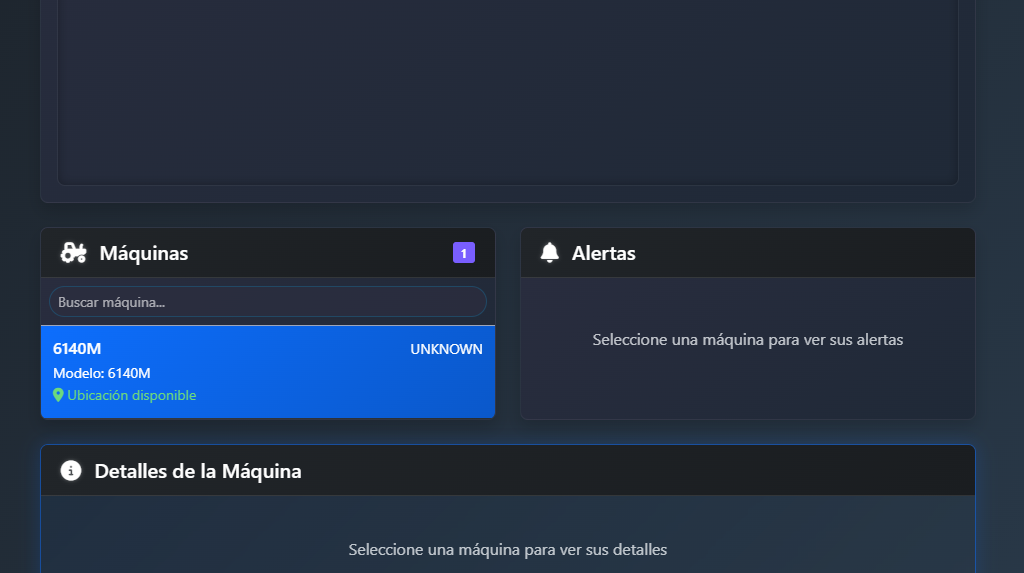 Máquinas
1
Buscar máquina...
6140M
UNKNOWN
Modelo: 6140M
Ubicación disponible
Alertas
Seleccione una máquina para ver sus alertas
Detalles de la Máquina
Seleccione una máquina para ver sus detalles